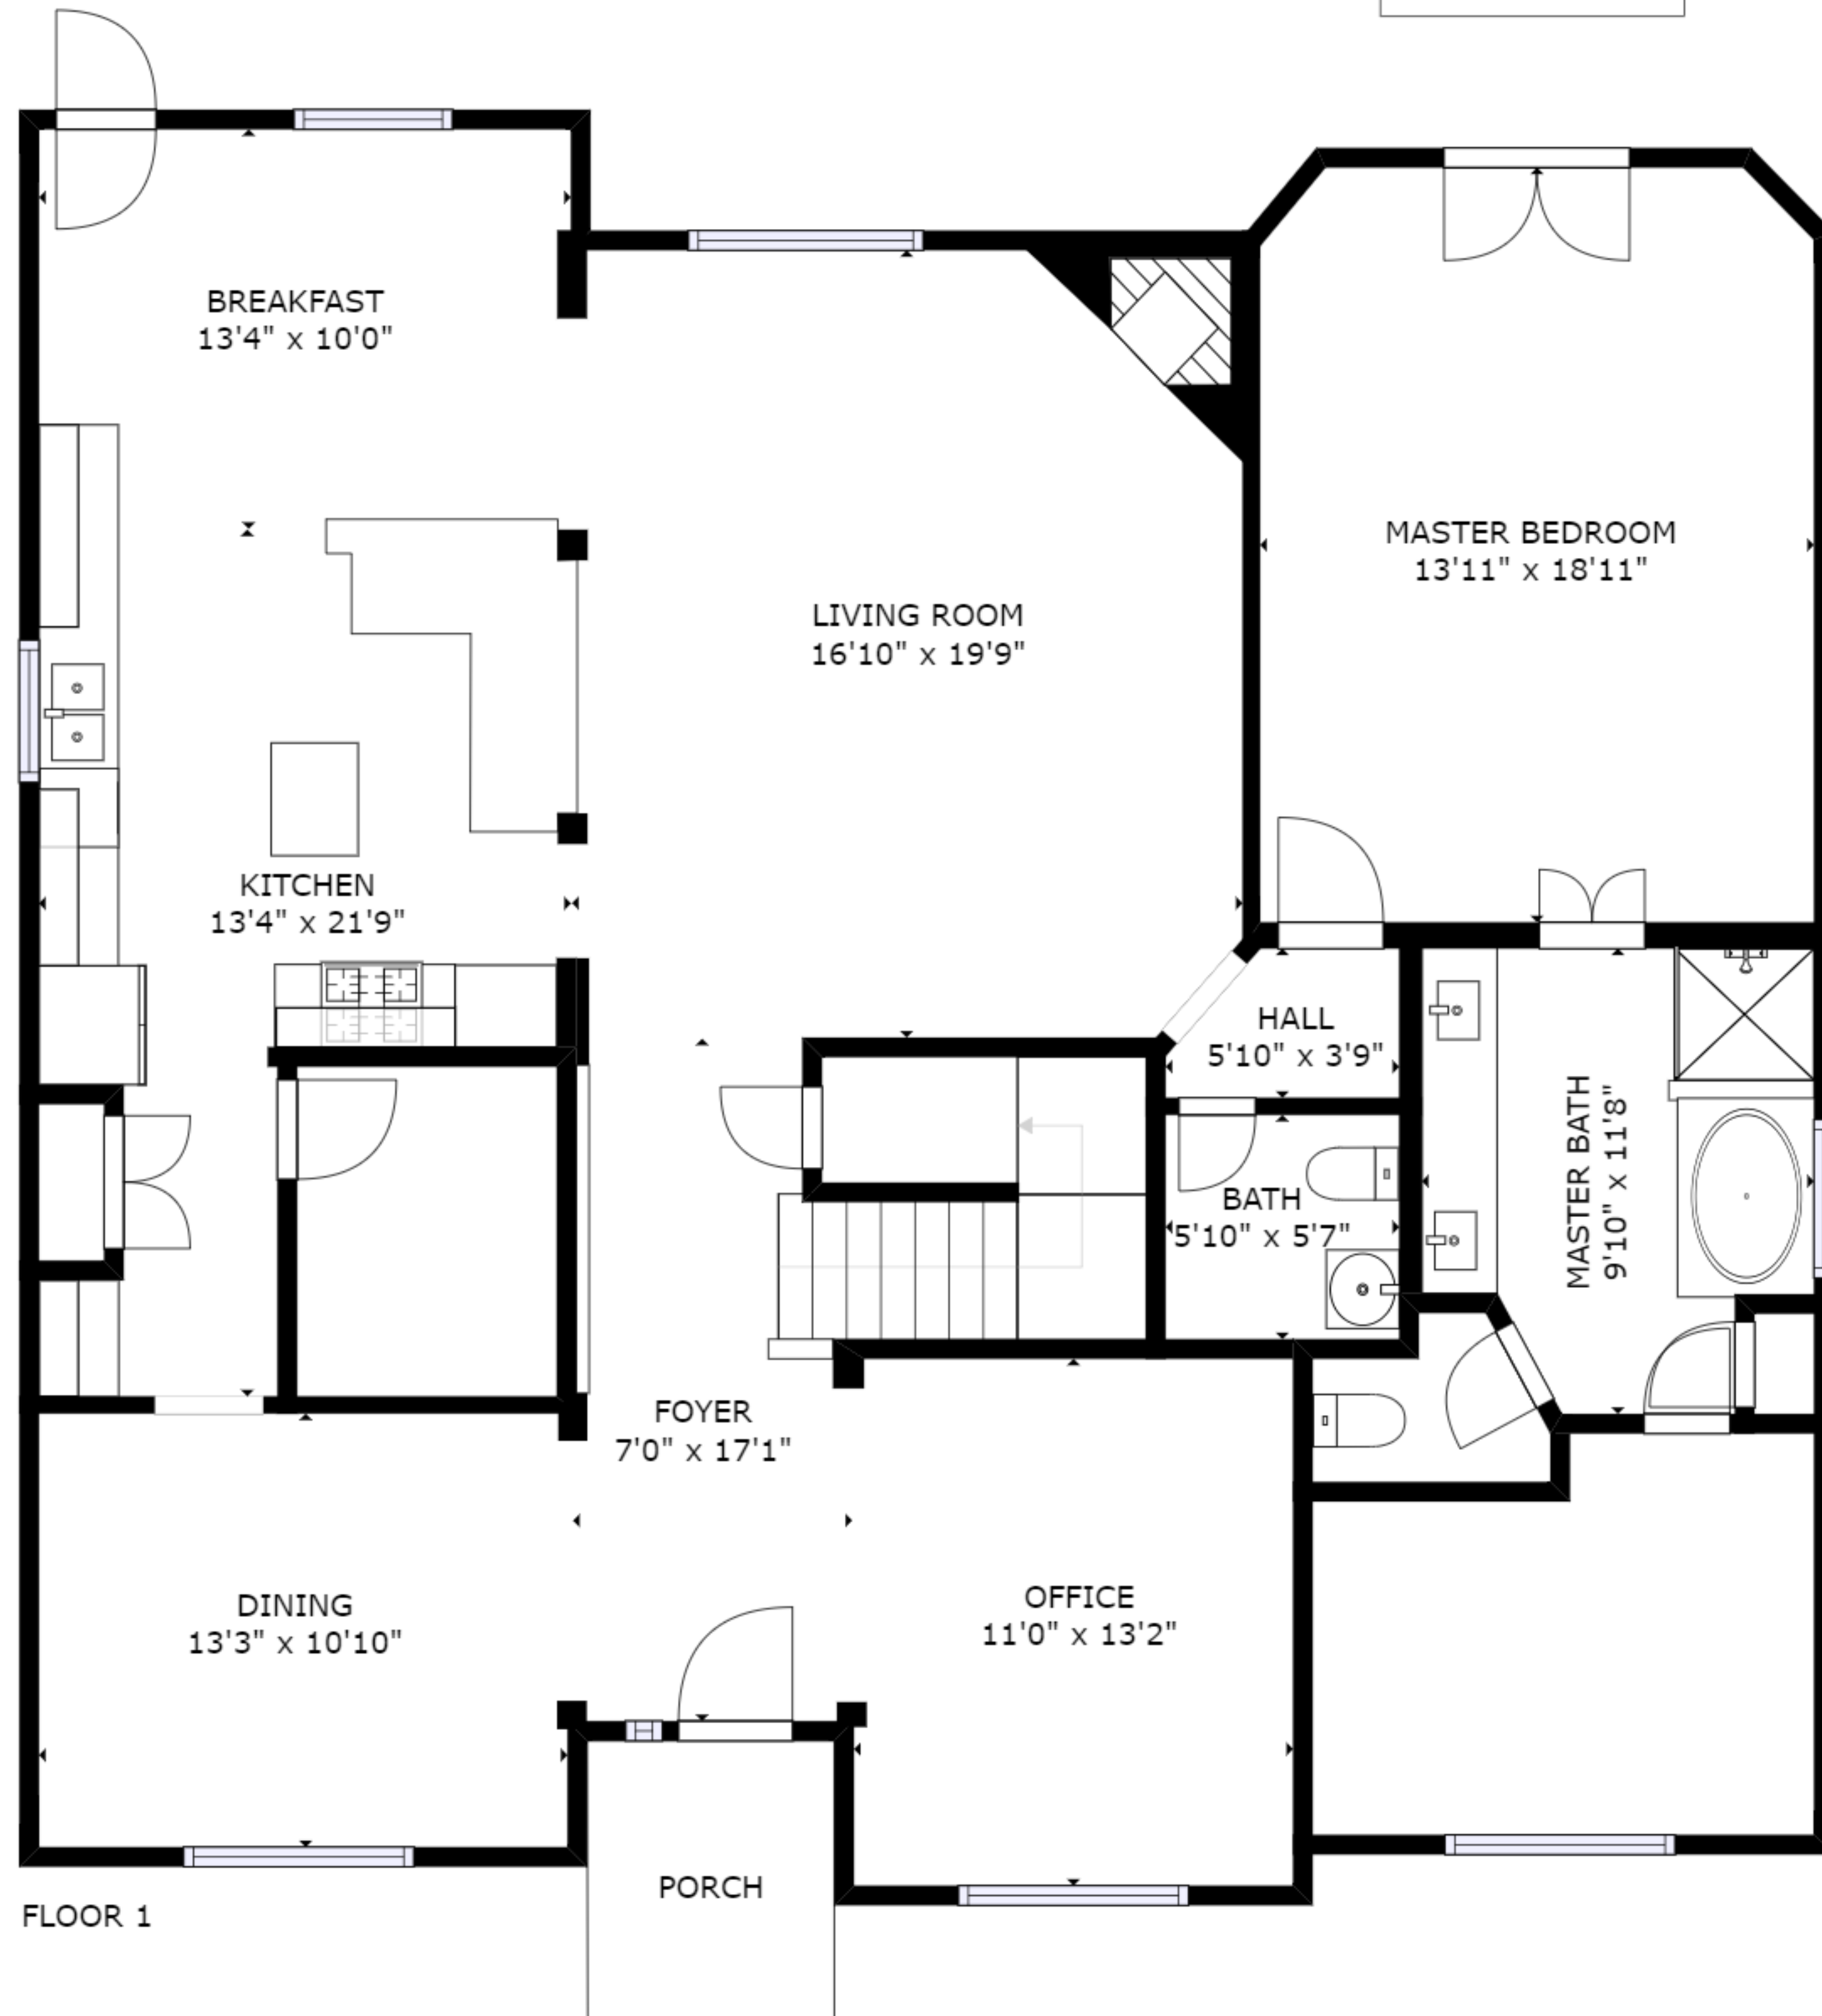 BREAKFAST
13'4" x 10'0"
MASTER BEDROOM
13'11" x 18'11"
LIVING ROOM
16'10" x 19'9"
KITCHEN
13'4" x 21'9"
HALL
5'10" x 3'9"
MASTER BATH
9'10" x 11'8"
BATH
5'10" x 5'7"
FOYER
7'0" x 17'1"
DINING
13'3" x 10'10"
OFFICE
11'0" x 13'2"
PORCH
FLOOR 1